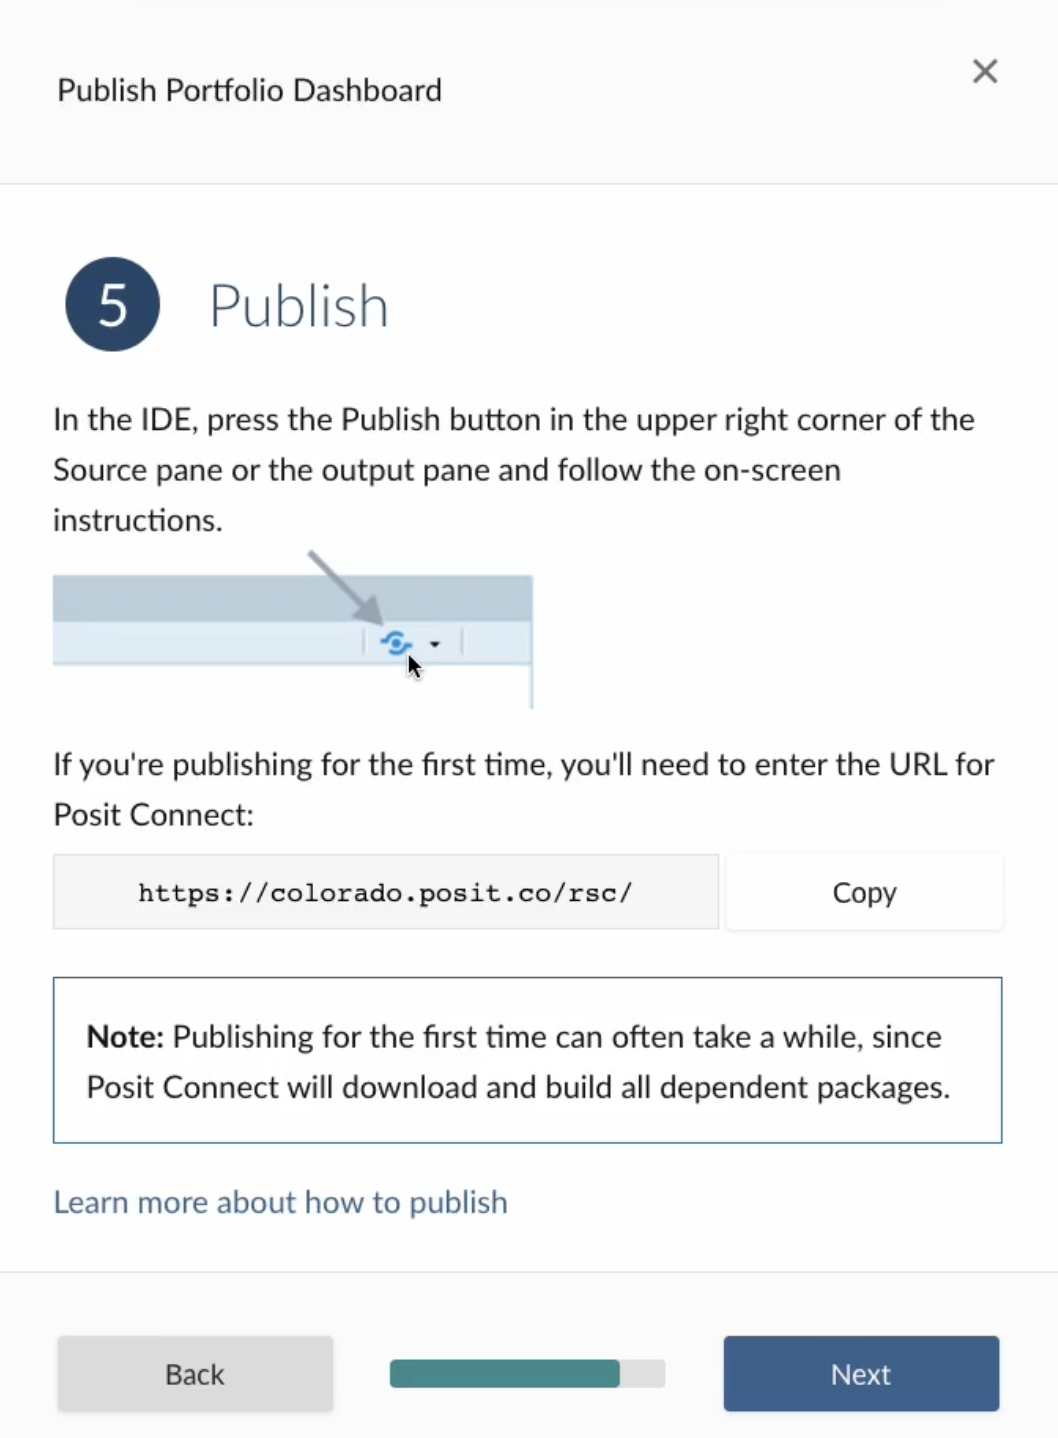 Publish Portfolio Dashboard
5 Publish
In the IDE, press the Publish button in the upper right corner of the
Source pane or the output pane and follow the on-screen
instructions.
If you're publishing for the first time, you'll need to enter the URL for
Posit Connect:
https://colorado.posit.co/rsc/ Copy
Note: Publishing for the first time can often take a while, since
Posit Connect will download and build all dependent packages.
Learn more about how to publish
Back Next